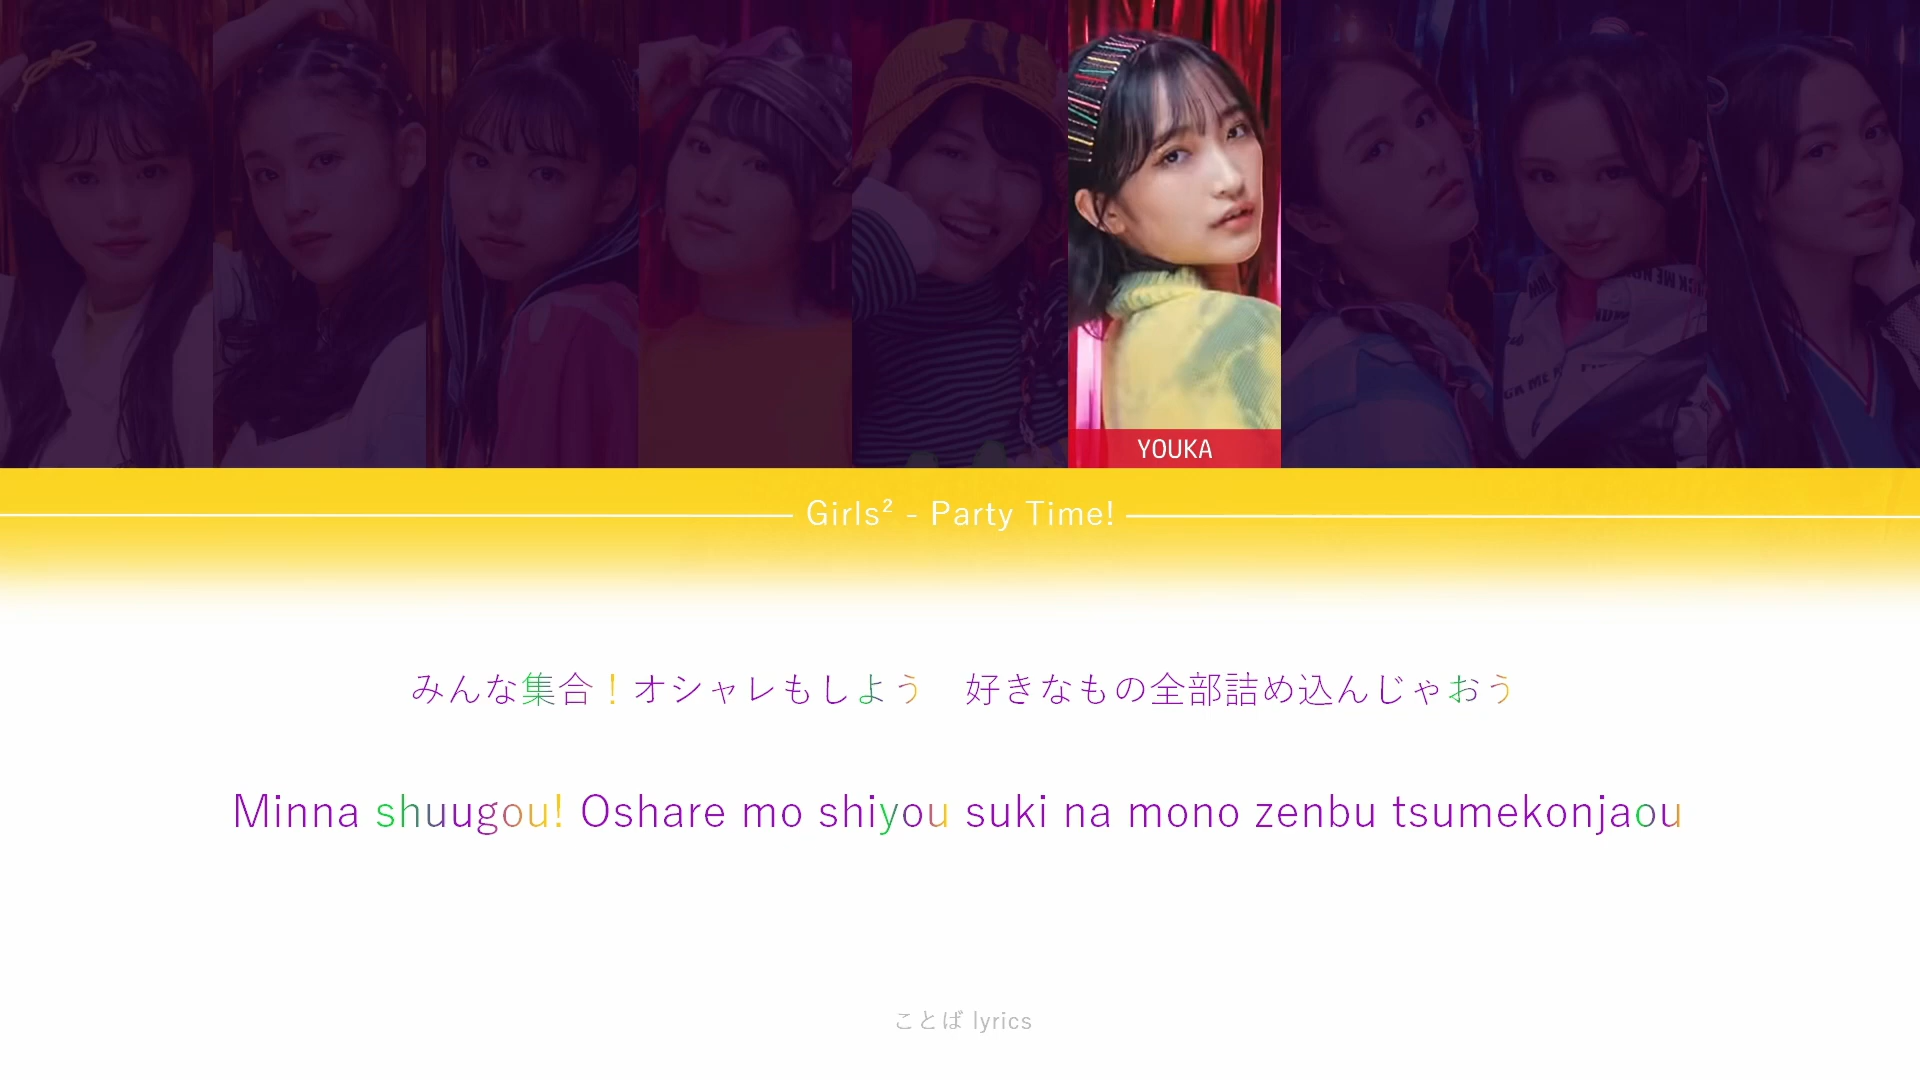 YOUKA
Girls² - Party Time!
みんな集合！オシャレもしよう　好きなもの全部詰め込んじゃおう
Minna shuugou! Oshare mo shiyou suki na mono zenbu tsumekonjaou
ことば lyrics